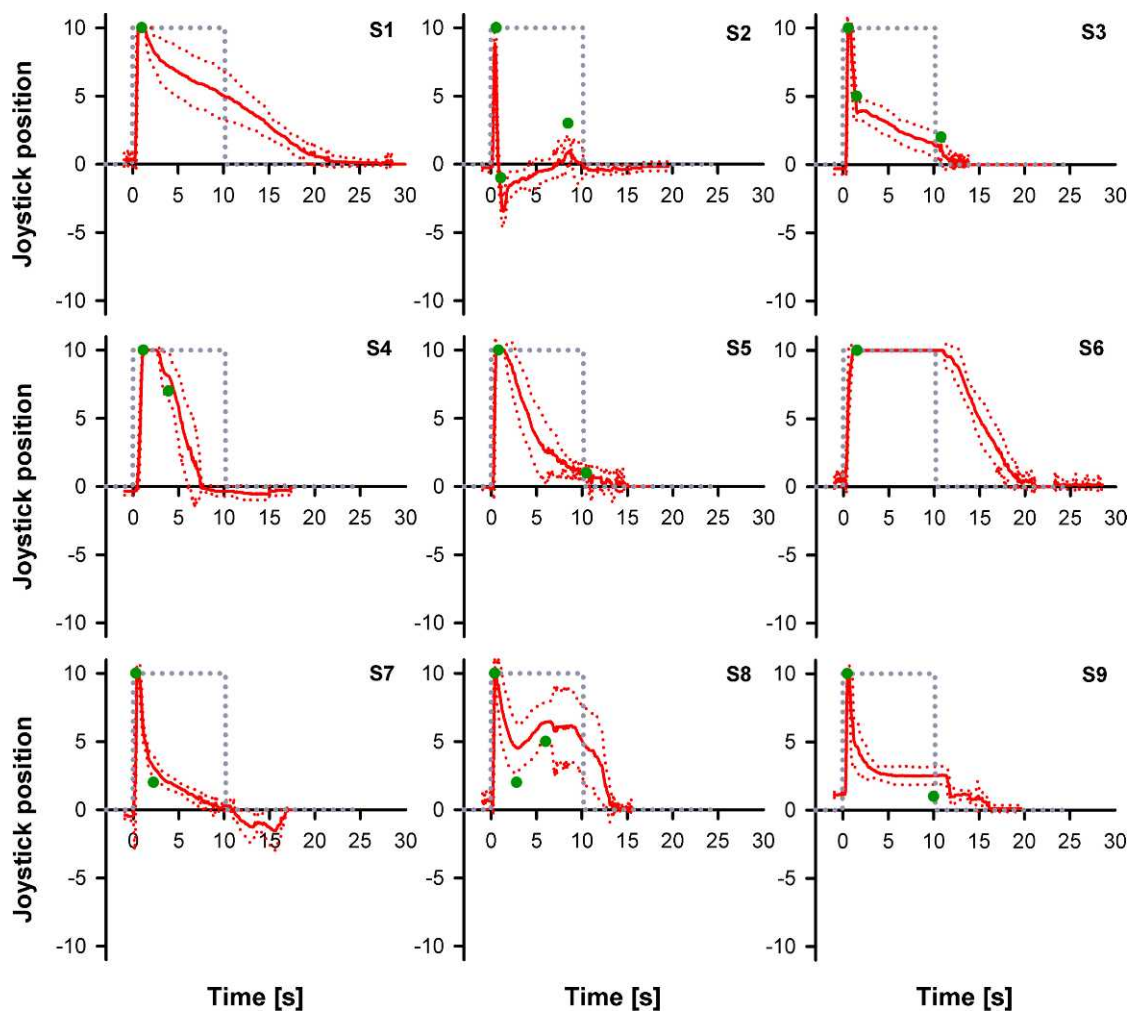 10 S1 10 S2 10 S3
5 5 5
0 0 0
0 5 10 15 20 25 30 0 5 10 15 20 25 30 0 5 10 15 20 25 30
-5 -5 -5
-10 -10 -10
Joystick position
10 S4 10 S5 10 S6
5 5 5
0 0 0
0 5 10 15 20 25 30 0 5 10 15 20 25 30 0 5 10 15 20 25 30
-5 -5 -5
-10 -10 -10
Joystick position
10 S7 10 S8 10 S9
5 5 5
0 0 0
0 5 10 15 20 25 30 0 5 10 15 20 25 30 0 5 10 15 20 25 30
-5 -5 -5
-10 -10 -10
Joystick position
Time [s] Time [s] Time [s]